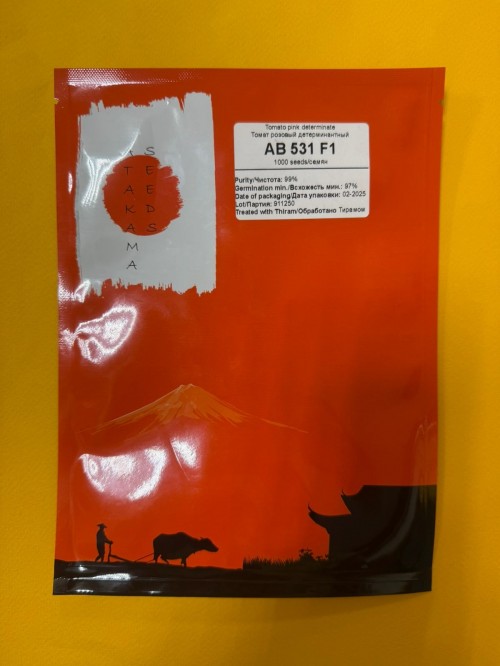 ATAKAMA
SEEDS
Tomato pink determinate
Томат розовый детерминантный
AB 531 F1
1000 seeds/семян
Purity/Чистота: 99%
Germination min./Всхожесть мин.: 97%
Date of packaging/Дата упаковки: 02-2025
Lot/Партия: 911250
Treated with Thiram/Обработано Тирамом